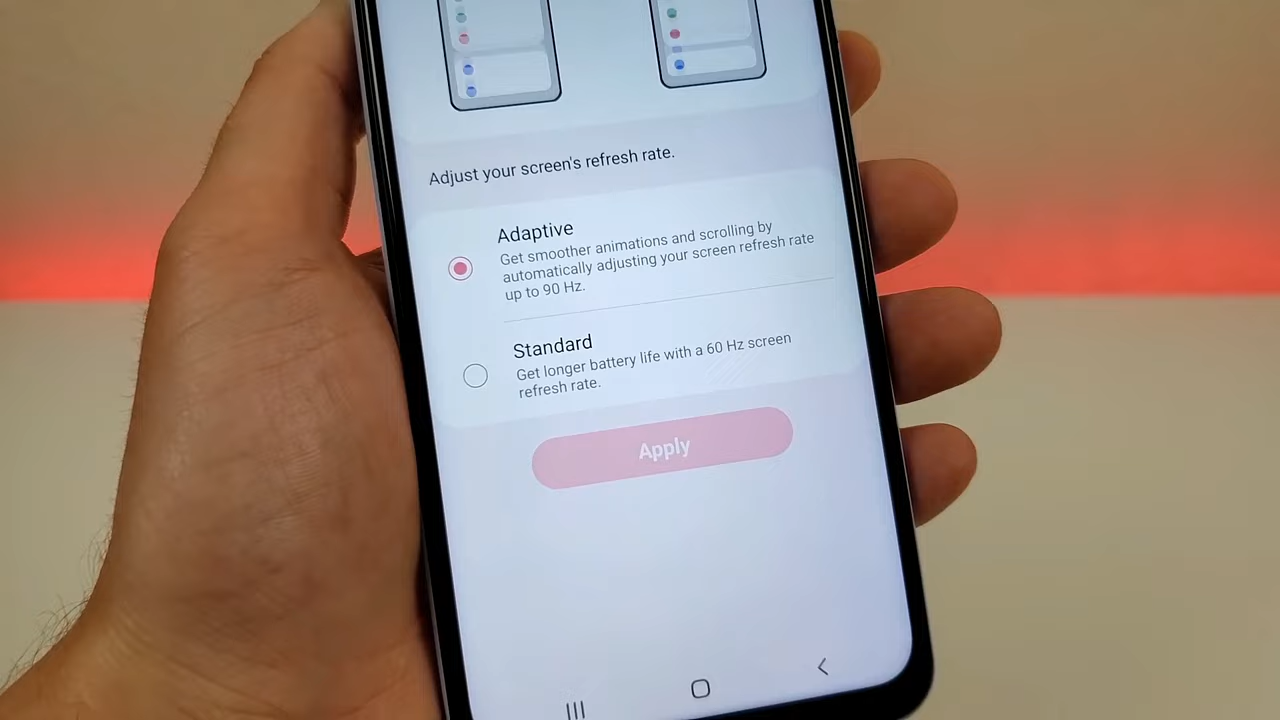 Adjust your screen's refresh rate.
Adaptive
Get smoother animations and scrolling by
automatically adjusting your screen refresh rate
up to 90 Hz.
Standard
Get longer battery life with a 60 Hz screen
refresh rate.
Apply